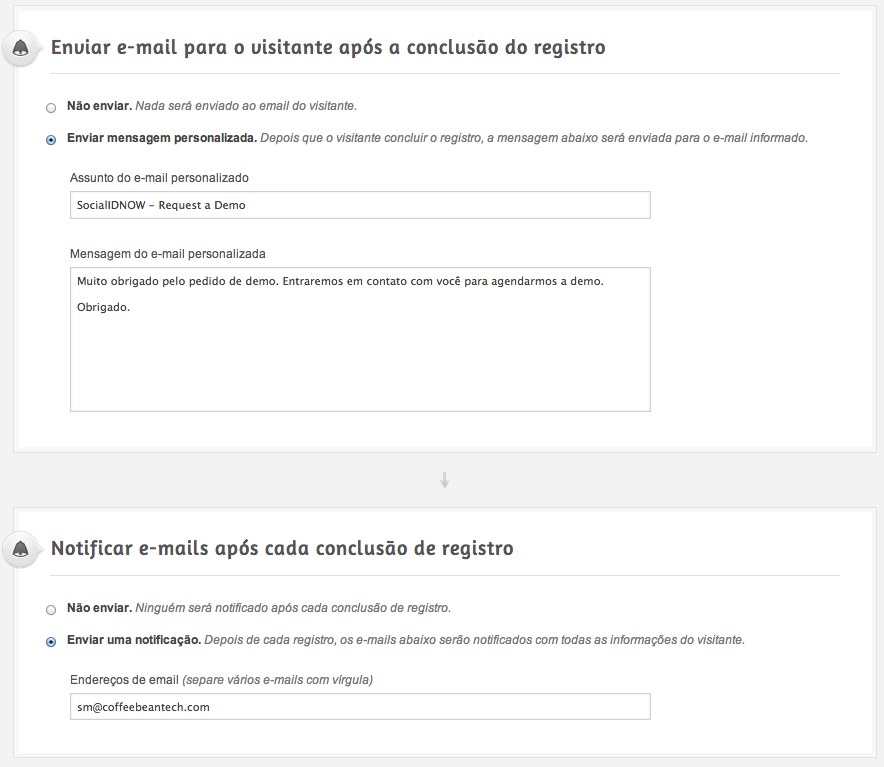 Enviar e-mail para o visitante após a conclusão do registro
Não enviar. Nada será enviado ao email do visitante.
Enviar mensagem personalizada. Depois que o visitante concluir o registro, a mensagem abaixo será enviada para o e-mail informado.
Assunto do e-mail personalizado
SocialIDNOW – Request a Demo
Mensagem do e-mail personalizada
Muito obrigado pelo pedido de demo. Entraremos em contato com você para agendarmos a demo.
Obrigado.
Notificar e-mails após cada conclusão de registro
Não enviar. Ninguém será notificado após cada conclusão de registro.
Enviar uma notificação. Depois de cada registro, os e-mails abaixo serão notificados com todas as informações do visitante.
Endereços de email (separe vários e-mails com vírgula)
sm@coffeebeantech.com